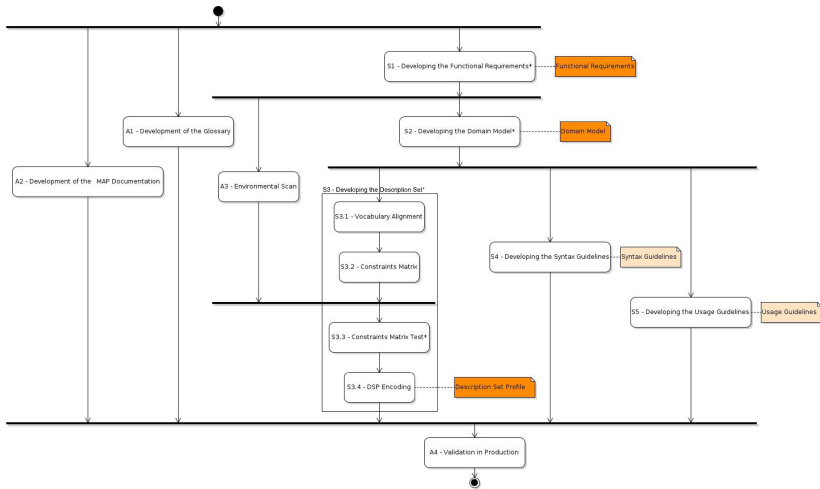 S1 - Developing the Functional Requirements*
Functional Requirements
A1 - Development of the Glossary
S2 - Developing the Domain Model*
Domain Model
A2 - Development of the MAP Documentation
A3 - Environmental Scan
S3 - Developing the Description Set*
S3.1 - Vocabulary Alignment
S3.2 - Constraints Matrix
S4 - Developing the Syntax Guidelines
Syntax Guidelines
S5 - Developing the Usage Guidelines
Usage Guidelines
S3.3 - Constraints Matrix Test*
S3.4 - DSP Encoding
Description Set Profile
A4 - Validation in Production